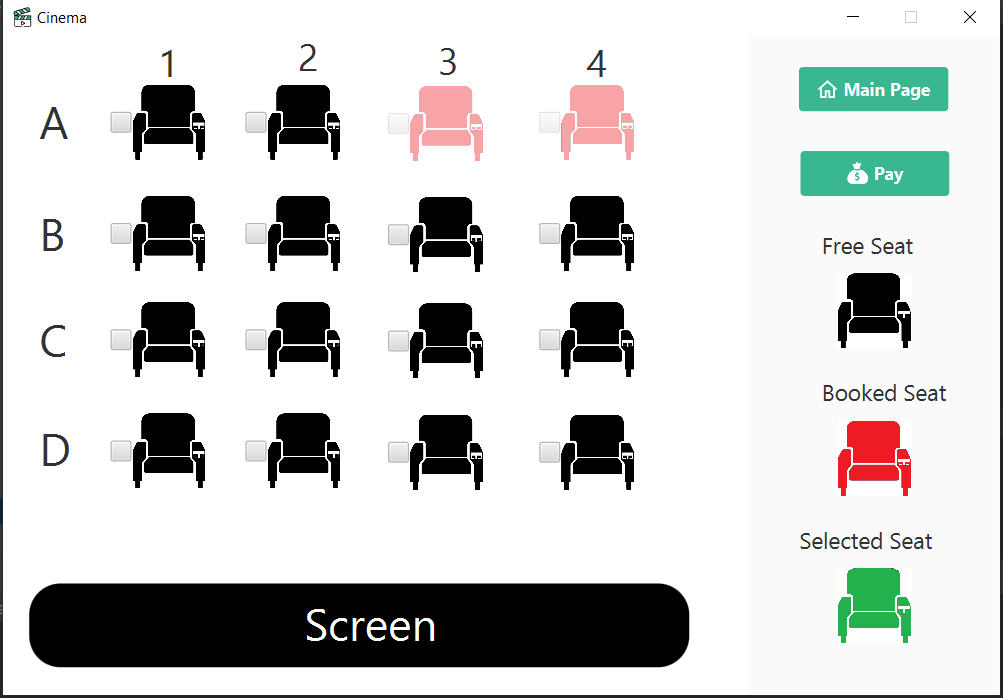 Cinema
1 2 3 4
A
B
C
D
Screen
Main Page
Pay
Free Seat
Booked Seat
Selected Seat